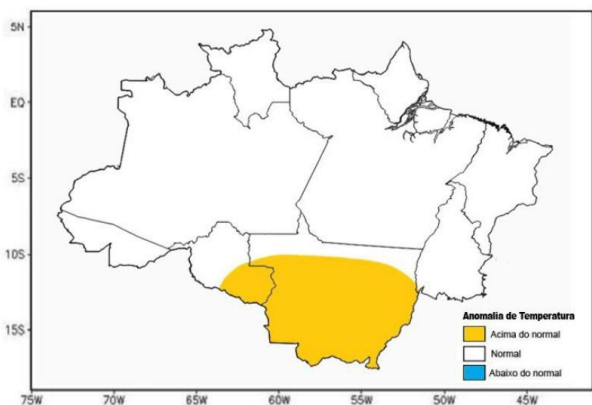 5N
EQ
5S
10S
15S
75W 70W 65W 60W 55W 50W 45W
Anomalia de Temperatura
Acima do normal
Normal
Abaixo do normal